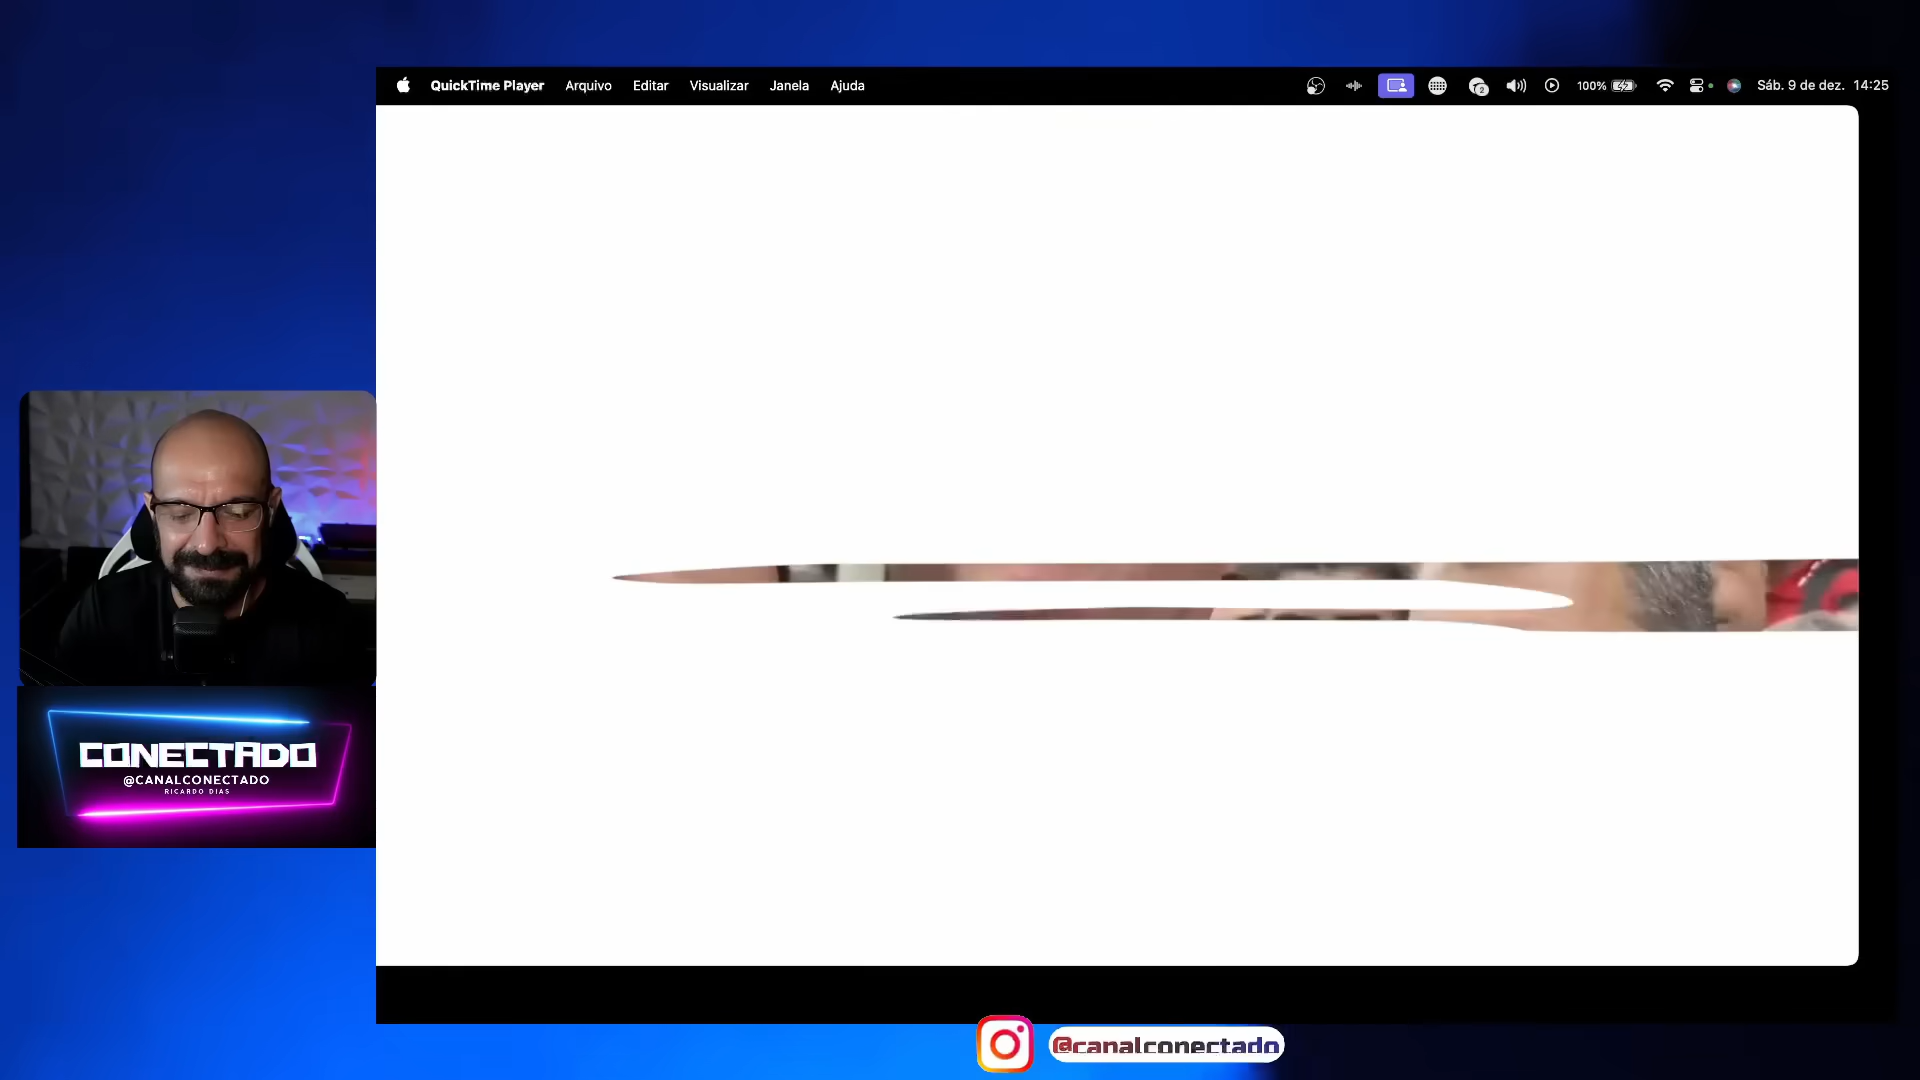 QuickTime Player Arquivo Editar Visualizar Janela Ajuda 2 100% Sáb. 9 de dez. 14:25
CONECTADO
@CANALCONECTADO
RICARDO DIAS
@canalconectado